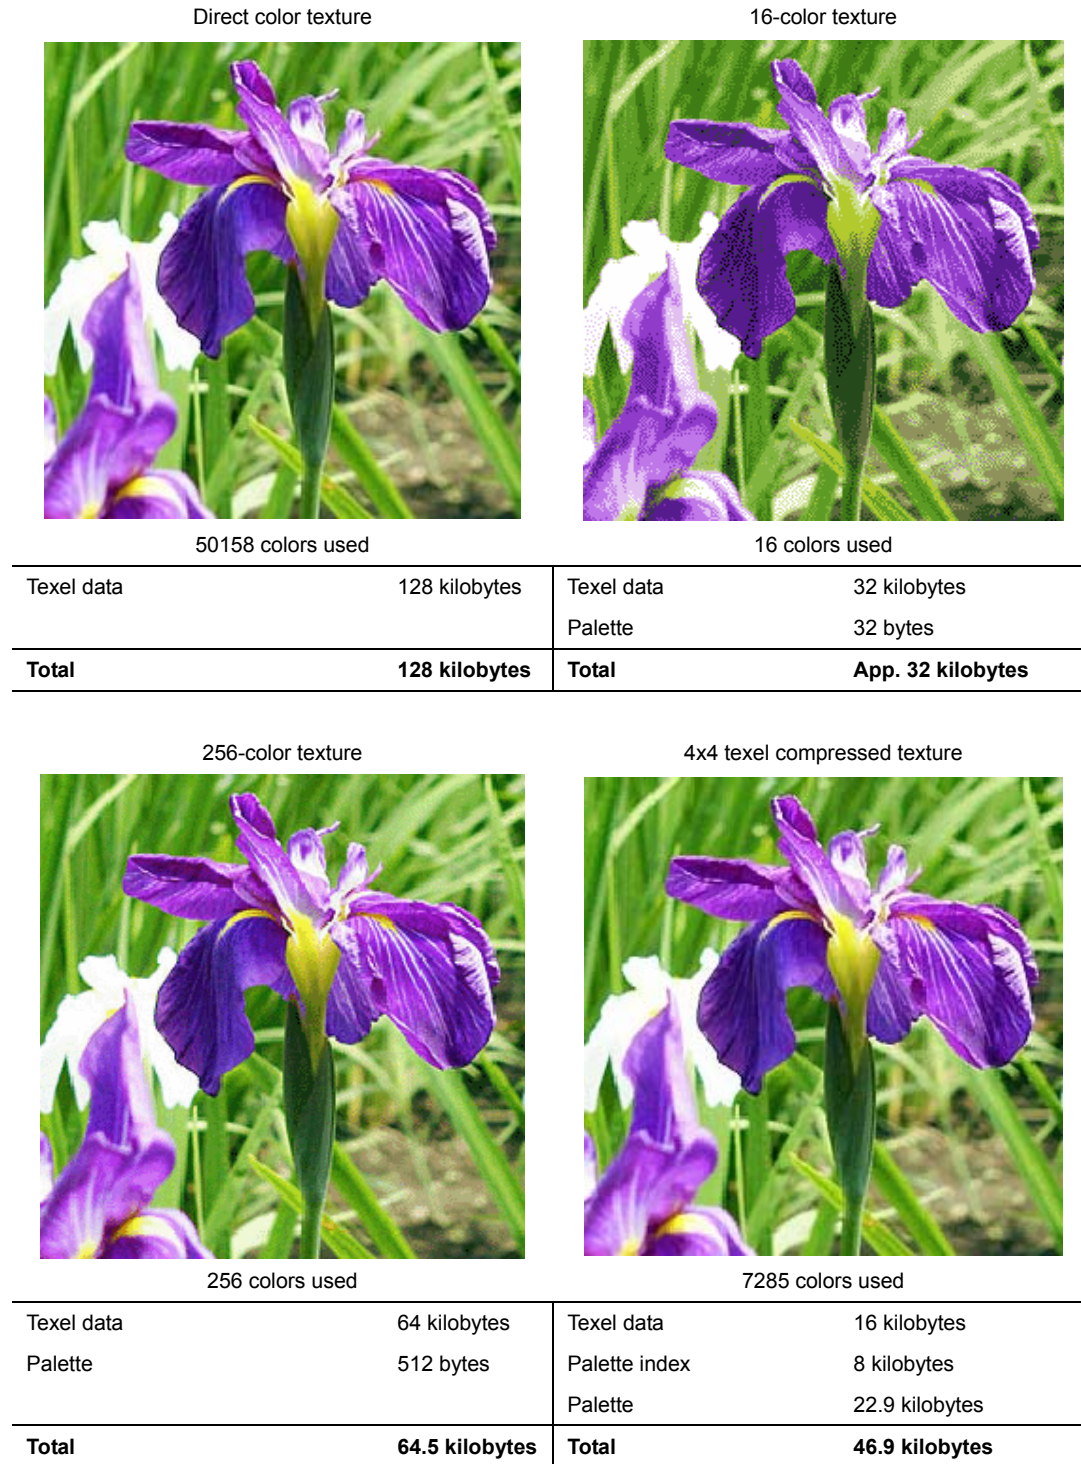 Direct color texture
16-color texture
50158 colors used
16 colors used
Texel data 128 kilobytes
Texel data 32 kilobytes
Palette 32 bytes
Total 128 kilobytes
Total App. 32 kilobytes
256-color texture
4x4 texel compressed texture
256 colors used
7285 colors used
Texel data 64 kilobytes
Palette 512 bytes
Texel data 16 kilobytes
Palette index 8 kilobytes
Palette 22.9 kilobytes
Total 64.5 kilobytes
Total 46.9 kilobytes